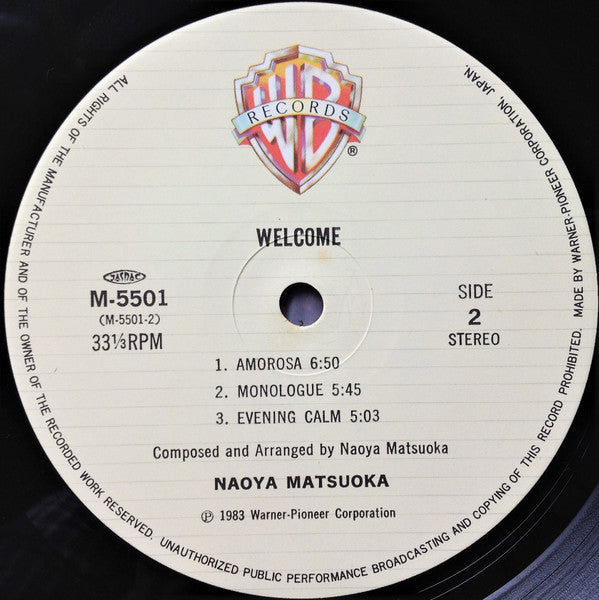 WB
RECORDS
®
WELCOME
JASRAC
M-5501
(M-5501-2)
33⅓RPM
SIDE
2
STEREO
1. AMOROSA 6:50
2. MONOLOGUE 5:45
3. EVENING CALM 5:03
Composed and Arranged by Naoya Matsuoka
NAOYA MATSUOKA
Ⓟ 1983 Warner-Pioneer Corporation
ALL RIGHTS OF THE MANUFACTURER AND OF THE OWNER OF THE RECORDED WORK RESERVED. UNAUTHORIZED PUBLIC PERFORMANCE BROADCASTING AND COPYING OF THIS RECORD PROHIBITED. MADE BY WARNER-PIONEER CORPORATION, JAPAN.